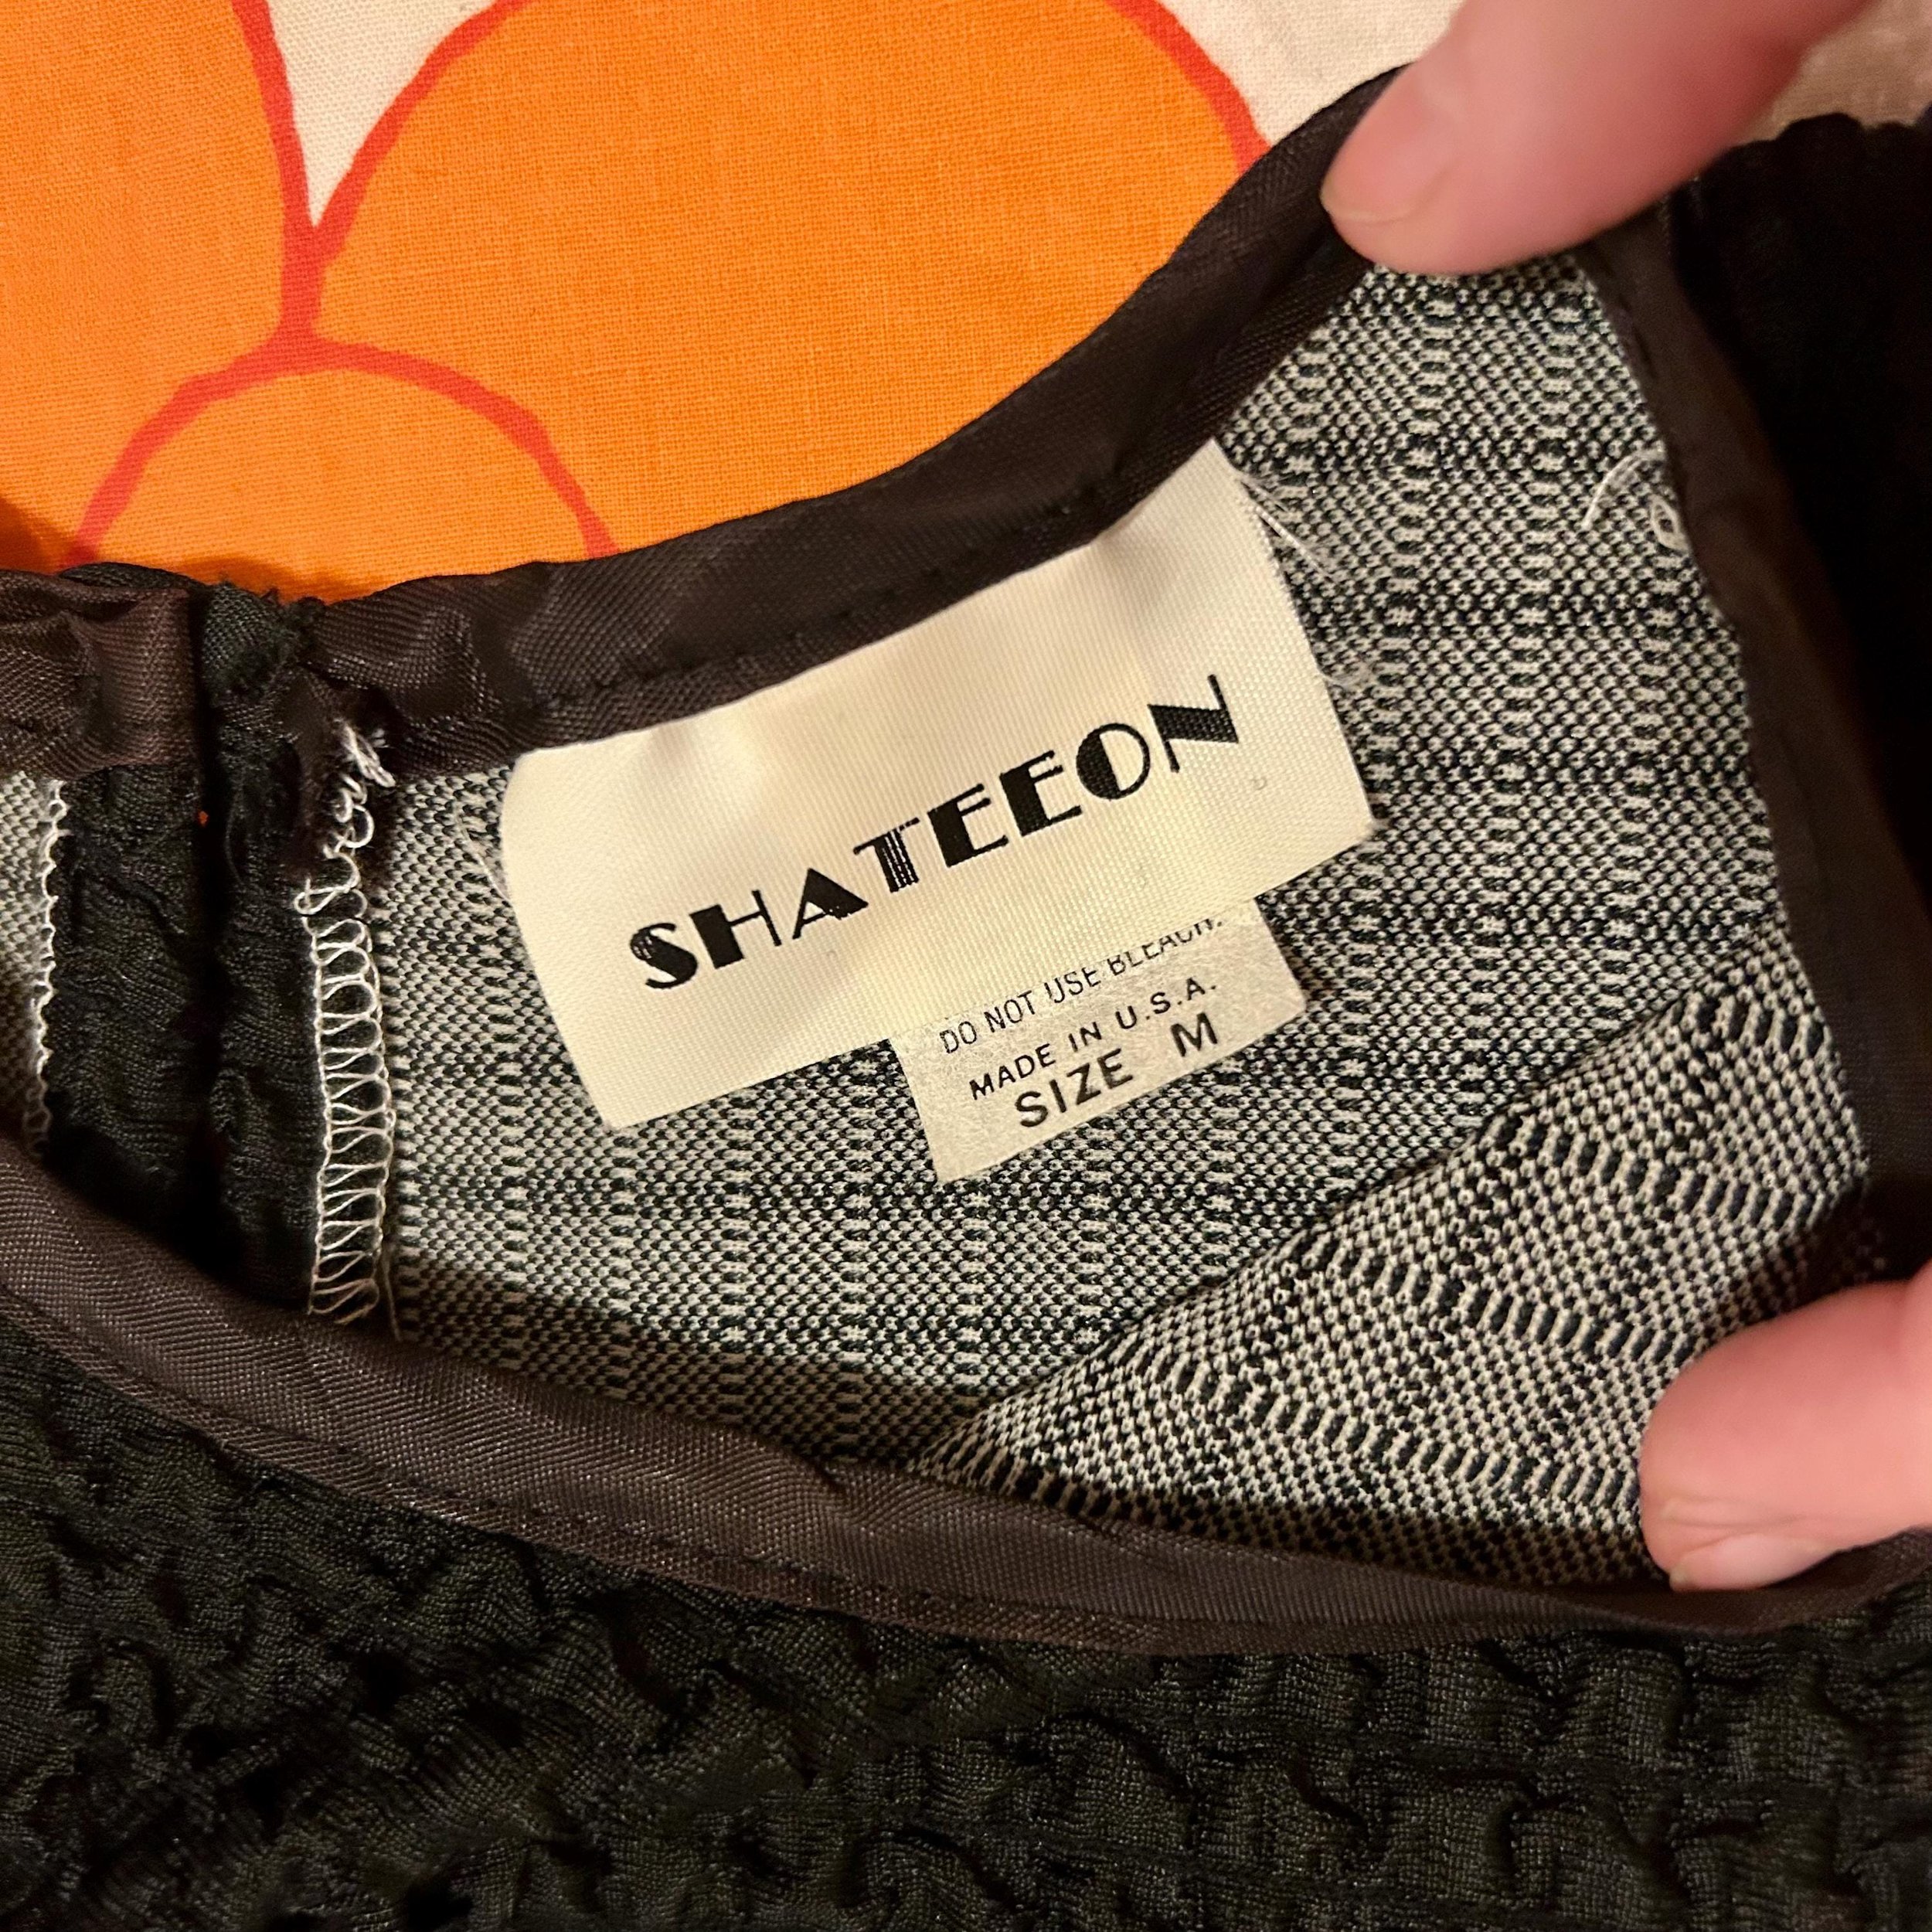 SHATEEON
DO NOT USE BLEACH.
MADE IN U.S.A.
SIZE M